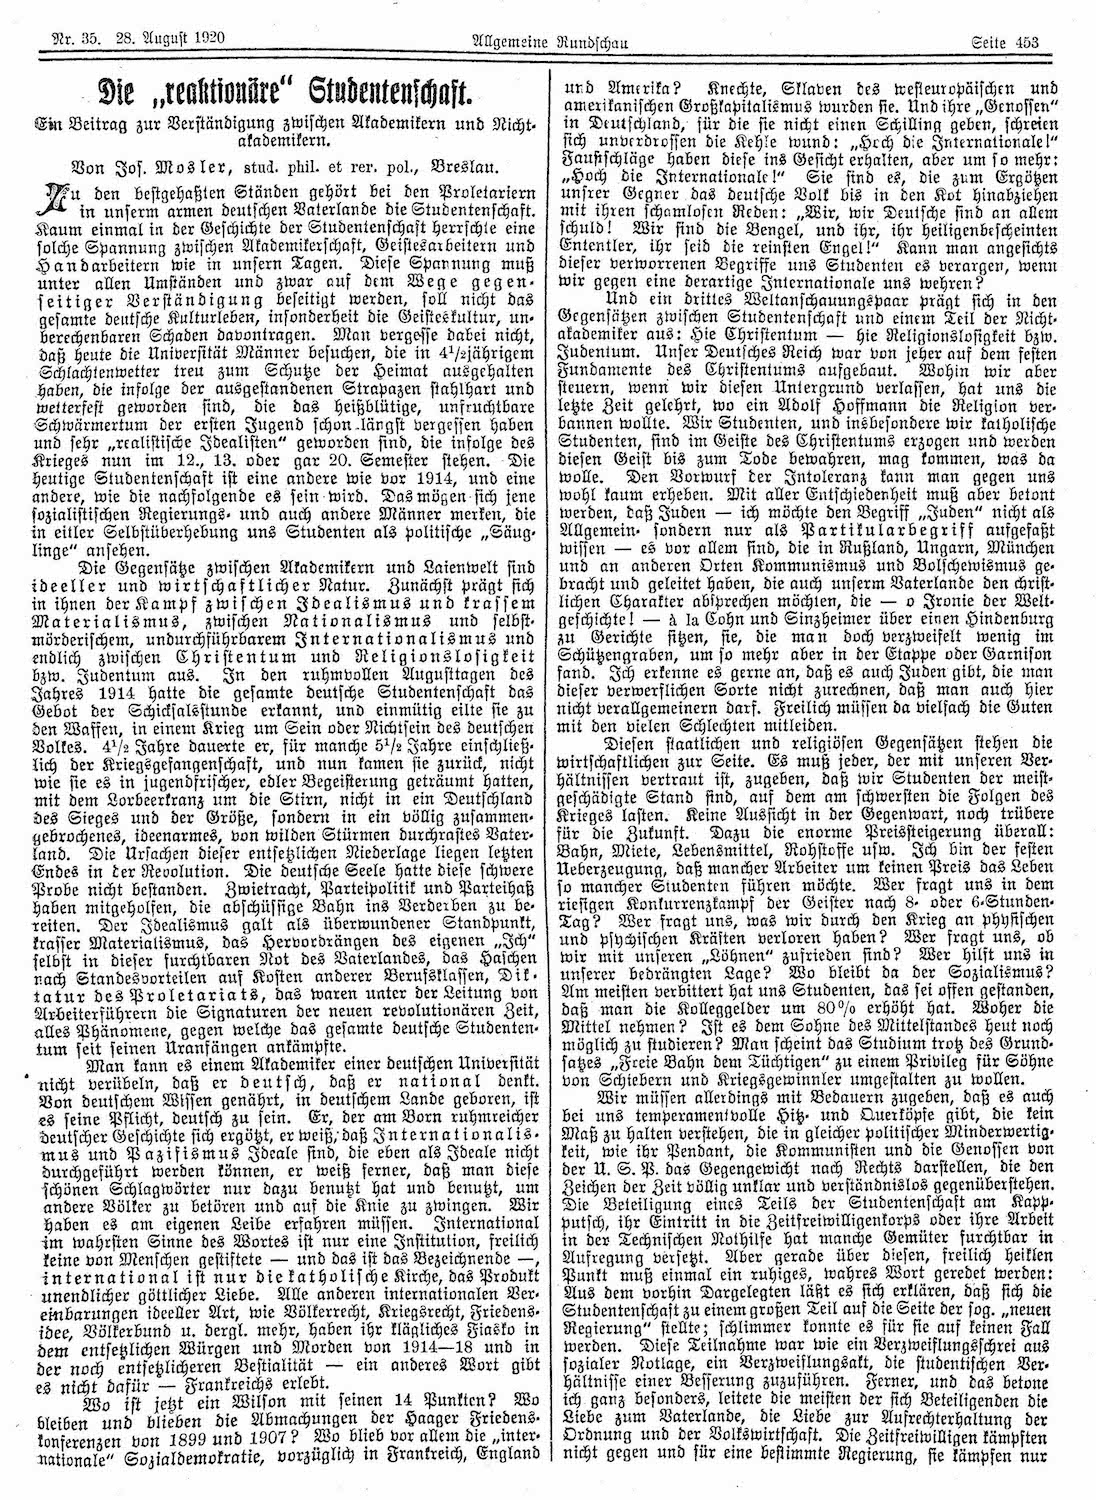 Nr. 35. 28. August 1920
Allgemeine Rundschau
Seite 453
Die „reaktionäre“ Studentenschaft.
Ein Beitrag zur Verständigung zwischen Akademikern und Nicht-
akademikern.
Von Jos. Mosler, stud. phil. et rer. pol., Breslau.
Zu den bestgehaßten Ständen gehört bei den Proletariern
in unserm armen deutschen Vaterlande die Studentenschaft.
Kaum einmal in der Geschichte der Studentenschaft herrschte eine
solche Spannung zwischen Akademikerschaft, Geistesarbeitern und
Handarbeitern wie in unsern Tagen. Diese Spannung muß
unter allen Umständen und zwar auf dem Wege gegen-
seitiger Verständigung beseitigt werden, soll nicht das
gesamte deutsche Kulturleben, insonderheit die Geisteskultur, un-
berechenbaren Schaden davontragen. Man vergesse dabei nicht,
daß heute die Universität Männer besuchen, die in 4½jährigem
Schlachtenwetter treu zum Schutze der Heimat ausgehalten
haben, die infolge der ausgestandenen Strapazen stahlhart und
wetterfest geworden sind, die das heißblütige, unfruchtbare
Schwärmertum der ersten Jugend schon längst vergessen haben
und sehr „realistische Idealisten“ geworden sind, die infolge des
Krieges nun im 12., 13. oder gar 20. Semester stehen. Die
heutige Studentenschaft ist eine andere wie vor 1914, und eine
andere, wie die nachfolgende es sein wird. Das mögen sich jene
sozialistischen Regierungs- und auch andere Männer merken, die
in eitler Selbstüberhebung uns Studenten als politische „Säug-
linge“ ansehen.
Die Gegensätze zwischen Akademikern und Laienwelt sind
ideeller und wirtschaftlicher Natur. Zunächst prägt sich
in ihnen der Kampf zwischen Idealismus und krassem
Materialismus, zwischen Nationalismus und selbst-
mörderischem, undurchführbarem Internationalismus und
endlich zwischen Christentum und Religionslosigkeit
bzw. Judentum aus. In den ruhmvollen Augusttagen des
Jahres 1914 hatte die gesamte deutsche Studentenschaft das
Gebot der Schicksalsstunde erkannt, und einmütig eilte sie zu
den Waffen, in einem Krieg um Sein oder Nichtsein des deutschen
Volkes. 4½ Jahre dauerte er, für manche 5½ Jahre einschließ-
lich der Kriegsgefangenschaft, und nun kamen sie zurück, nicht
wie sie es in jugendfrischer, edler Begeisterung geträumt hatten,
mit dem Lorbeerkranz um die Stirn, nicht in ein Deutschland
des Sieges und der Größe, sondern in ein völlig zusammen-
gebrochenes, ideenarmes, von wilden Stürmen durchrastes Vater-
land. Die Ursachen dieser entsetzlichen Niederlage liegen letzten
Endes in der Revolution. Die deutsche Seele hatte diese schwere
Probe nicht bestanden. Zwietracht, Parteipolitik und Parteihaß
haben mitgeholfen, die abschüssige Bahn ins Verderben zu be-
reiten. Der Idealismus galt als überwundener Standpunkt,
krasser Materialismus, das Hervordrängen des eigenen „Ich“
selbst in dieser furchtbaren Not des Vaterlandes, das Haschen
nach Standesvorteilen auf Kosten anderer Berufsklassen, Dik-
tatur des Proletariats, das waren unter der Leitung von
Arbeiterführern die Signaturen der neuen revolutionären Zeit,
alles Phänomene, gegen welche das gesamte deutsche Studenten-
tum seit seinen Uranfängen ankämpfte.
Man kann es einem Akademiker einer deutschen Universität
nicht verübeln, daß er deutsch, daß er national denkt.
Von deutschem Wissen genährt, in deutschem Lande geboren, ist
es seine Pflicht, deutsch zu sein. Er, der am Born ruhmreicher
deutscher Geschichte sich ergötzt, er weiß, daß Internationalis-
mus und Pazifismus Ideale sind, die eben als Ideale nicht
durchgeführt werden können, er weiß ferner, daß man diese
schönen Schlagwörter nur dazu benutzt hat und benutzt, um
andere Völker zu betören und auf die Knie zu zwingen. Wir
haben es am eigenen Leibe erfahren müssen. International
im wahrsten Sinne des Wortes ist nur eine Institution, freilich
keine von Menschen gestiftete — und das ist das Bezeichnende —,
international ist nur die katholische Kirche, das Produkt
unendlicher göttlicher Liebe. Alle anderen internationalen Ver-
einbarungen ideeller Art, wie Völkerrecht, Kriegsrecht, Friedens-
idee, Völkerbund u. dergl. mehr, haben ihr klägliches Fiasko in
dem entsetzlichen Würgen und Morden von 1914—18 und in
der noch entsetzlicheren Bestialität — ein anderes Wort gibt
es nicht dafür — Frankreichs erlebt.
Wo ist jetzt ein Wilson mit seinen 14 Punkten? Wo
bleiben und blieben die Abmachungen der Haager Friedens-
konferenzen von 1899 und 1907? Wo blieb vor allem die „inter-
nationale“ Sozialdemokratie, vorzüglich in Frankreich, England
und Amerika? Knechte, Sklaven des westeuropäischen und
amerikanischen Großkapitalismus wurden sie. Und ihre „Genossen“
in Deutschland, für die sie nicht einen Schilling geben, schreien
sich unverdrossen die Kehle wund: „Hoch die Internationale!“
Faustschläge haben diese ins Gesicht erhalten, aber um so mehr:
„Hoch die Internationale!“ Sie sind es, die zum Ergötzen
unsrer Gegner das deutsche Volk bis in den Kot hinabziehen
mit ihren schamlosen Reden: „Wir, wir Deutsche sind an allem
schuld! Wir sind die Bengel, und ihr, ihr heiligenbescheinten
Ententler, ihr seid die reinsten Engel!“ Kann man angesichts
dieser verworrenen Begriffe uns Studenten es verargen, wenn
wir gegen eine derartige Internationale uns wehren?
Und ein drittes Weltanschauungspaar prägt sich in den
Gegensätzen zwischen Studentenschaft und einem Teil der Nicht-
akademiker aus: Hie Christentum — hie Religionslosigkeit bzw.
Judentum. Unser Deutsches Reich war von jeher auf dem festen
Fundamente des Christentums aufgebaut. Wohin wir aber
steuern, wenn wir diesen Untergrund verlassen, hat uns die
letzte Zeit gelehrt, wo ein Adolf Hoffmann die Religion ver-
bannen wollte. Wir Studenten, und insbesondere wir katholische
Studenten, sind im Geiste des Christentums erzogen und werden
diesen Geist bis zum Tode bewahren, mag kommen, was da
wolle. Den Vorwurf der Intoleranz kann man gegen uns
wohl kaum erheben. Mit aller Entschiedenheit muß aber betont
werden, daß Juden — ich möchte den Begriff „Juden“ nicht als
Allgemein- sondern nur als Partikularbegriff aufgefaßt
wissen — es vor allem sind, die in Rußland, Ungarn, München
und an anderen Orten Kommunismus und Bolschewismus ge-
bracht und geleitet haben, die auch unserm Vaterlande den christ-
lichen Charakter absprechen möchten, die — o Ironie der Welt-
geschichte! — à la Cohn und Sinzheimer über einen Hindenburg
zu Gerichte sitzen, sie, die man doch verzweifelt wenig im
Schützengraben, um so mehr aber in der Etappe oder Garnison
fand. Ich erkenne es gerne an, daß es auch Juden gibt, die man
dieser verwerflichen Sorte nicht zurechnen, daß man auch hier
nicht verallgemeinern darf. Freilich müssen da vielfach die Guten
mit den vielen Schlechten mitleiden.
Diesen staatlichen und religiösen Gegensätzen stehen die
wirtschaftlichen zur Seite. Es muß jeder, der mit unseren Ver-
hältnissen vertraut ist, zugeben, daß wir Studenten der meist-
geschädigte Stand sind, auf dem am schwersten die Folgen des
Krieges lasten. Keine Aussicht in der Gegenwart, noch trübere
für die Zukunft. Dazu die enorme Preissteigerung überall:
Bahn, Miete, Lebensmittel, Rohstoffe usw. Ich bin der festen
Ueberzeugung, daß mancher Arbeiter um keinen Preis das Leben
so mancher Studenten führen möchte. Wer fragt uns in dem
riesigen Konkurrenzkampf der Geister nach 8- oder 6-Stunden-
Tag? Wer fragt uns, was wir durch den Krieg an physischen
und psychischen Kräften verloren haben? Wer fragt uns, ob
wir mit unseren „Löhnen“ zufrieden sind? Wer hilft uns in
unserer bedrängten Lage? Wo bleibt da der Sozialismus?
Am meisten verbittert hat uns Studenten, das sei offen gestanden,
daß man die Kolleggelder um 80% erhöht hat. Woher die
Mittel nehmen? Ist es dem Sohne des Mittelstandes heut noch
möglich zu studieren? Man scheint das Studium trotz des Grund-
satzes „Freie Bahn dem Tüchtigen“ zu einem Privileg für Söhne
von Schiebern und Kriegsgewinnler umgestalten zu wollen.
Wir müssen allerdings mit Bedauern zugeben, daß es auch
bei uns temperamentvolle Hitz- und Querköpfe gibt, die kein
Maß zu halten verstehen, die in gleicher politischer Minderwertig-
keit, wie ihr Pendant, die Kommunisten und die Genossen von
der U. S. P. das Gegengewicht nach Rechts darstellen, die den
Zeichen der Zeit völlig unklar und verständnislos gegenüberstehen.
Die Beteiligung eines Teils der Studentenschaft am Kapp-
putsch, ihr Eintritt in die Zeitfreiwilligenkorps oder ihre Arbeit
in der Technischen Nothilfe hat manche Gemüter furchtbar in
Aufregung versetzt. Aber gerade über diesen, freilich heiklen
Punkt muß einmal ein ruhiges, wahres Wort geredet werden:
Aus dem vorhin Dargelegten läßt es sich erklären, daß sich die
Studentenschaft zu einem großen Teil auf die Seite der sog. „neuen
Regierung“ stellte; schlimmer konnte es für sie auf keinen Fall
werden. Diese Teilnahme war wie ein Verzweiflungsschrei aus
sozialer Notlage, ein Verzweiflungsakt, die studentischen Ver-
hältnisse einer Besserung zuzuführen. Ferner, und das betone
ich ganz besonders, leitete die meisten der sich Beteiligenden die
Liebe zum Vaterlande, die Liebe zur Aufrechterhaltung der
Ordnung und der Volkswirtschaft. Die Zeitfreiwilligen kämpften
nicht gegen und für eine bestimmte Regierung, sie kämpfen nur